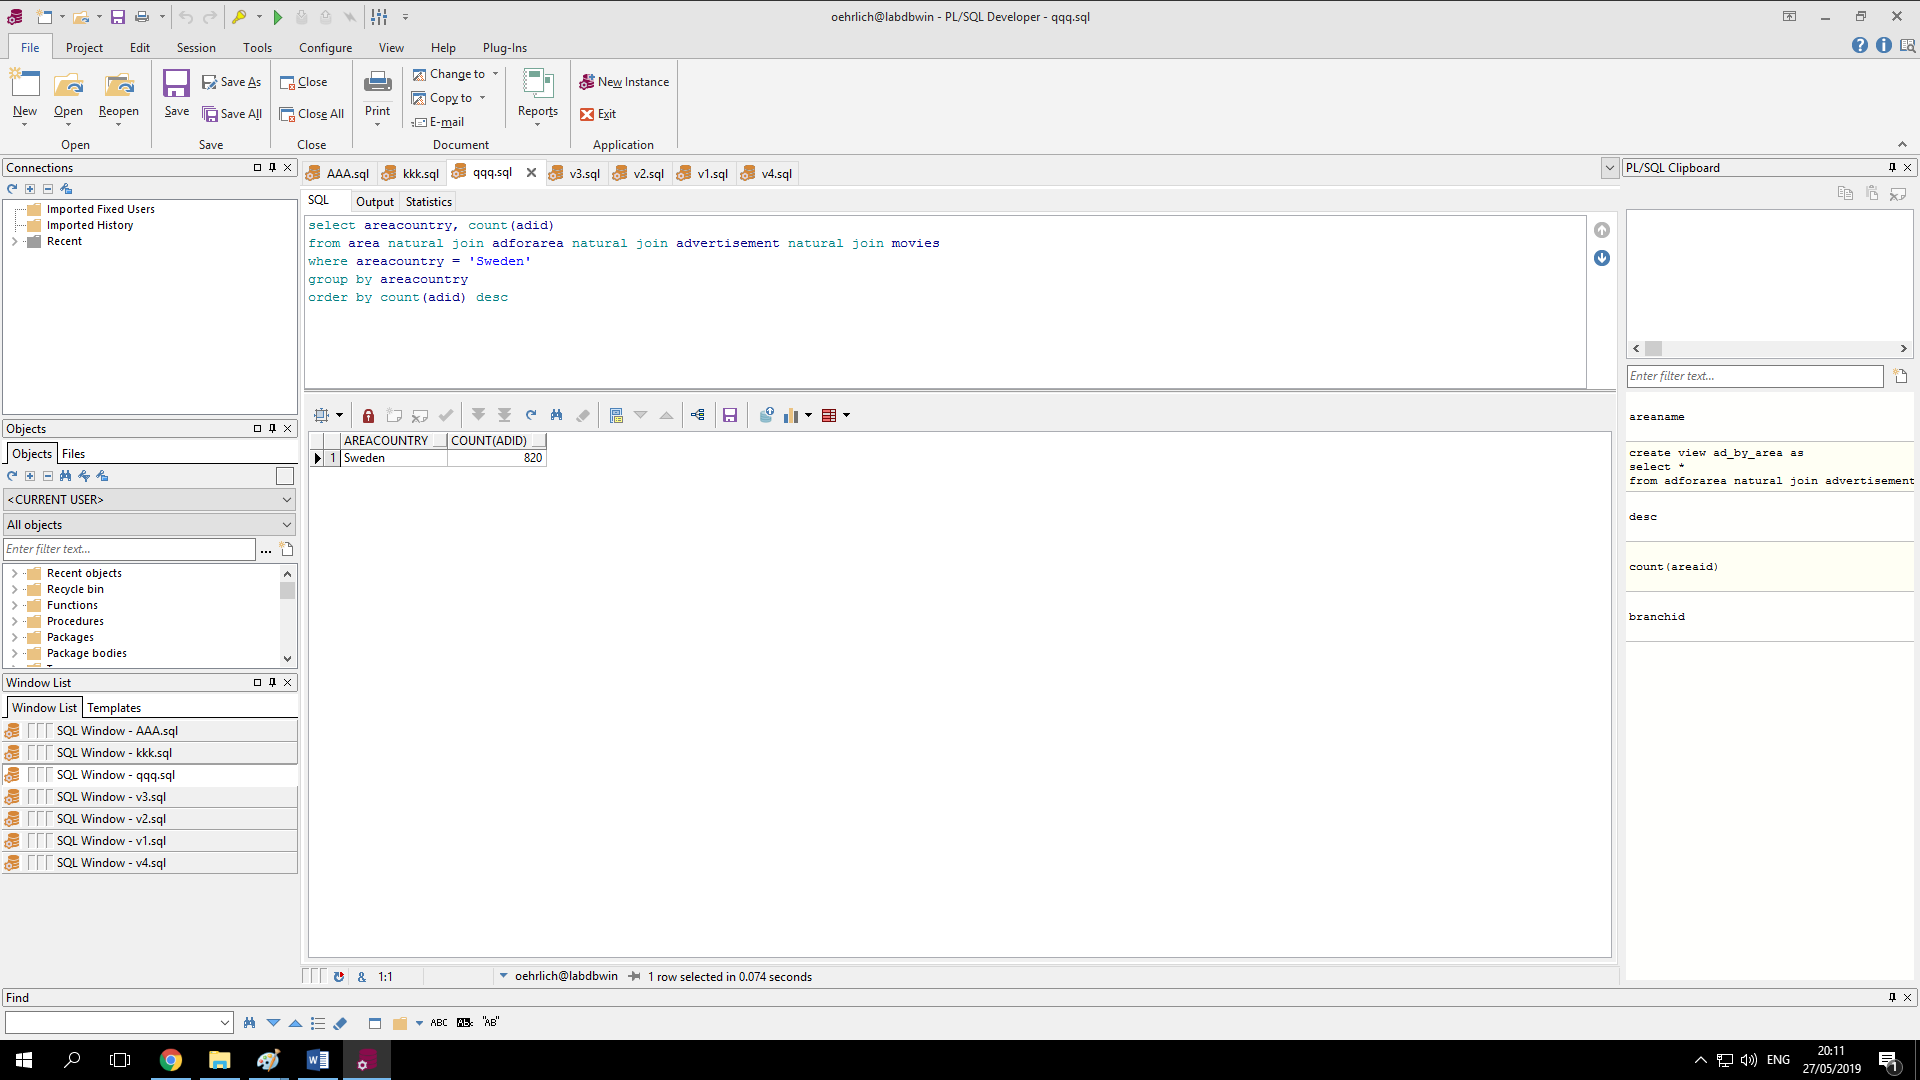 oehrlich@labdbwin - PL/SQL Developer - qqq.sql
File Project Edit Session Tools Configure View Help Plug-Ins
New Open Reopen Save Save As Save All Close Close All Print Change to Copy to E-mail Reports New Instance Exit
Open Save Close Document Application
Connections
Imported Fixed Users
Imported History
Recent
Objects
Objects Files
<CURRENT USER>
All objects
Enter filter text...
Recent objects
Recycle bin
Functions
Procedures
Packages
Package bodies
Window List
Window List Templates
SQL Window - AAA.sql
SQL Window - kkk.sql
SQL Window - qqq.sql
SQL Window - v3.sql
SQL Window - v2.sql
SQL Window - v1.sql
SQL Window - v4.sql
AAA.sql kkk.sql qqq.sql v3.sql v2.sql v1.sql v4.sql
SQL Output Statistics
select areacountry, count(adid)
from area natural join adforarea natural join advertisement natural join movies
where areacountry = 'Sweden'
group by areacountry
order by count(adid) desc
AREACOUNTRY COUNT(ADID)
1 Sweden 820
& 1:1 oehrlich@labdbwin 1 row selected in 0.074 seconds
PL/SQL Clipboard
Enter filter text...
areaname
create view ad_by_area as
select *
from adforarea natural join advertisement
desc
count(areaid)
branchid
Find
ABC AB "AB"
ENG 20:11
27/05/2019
1